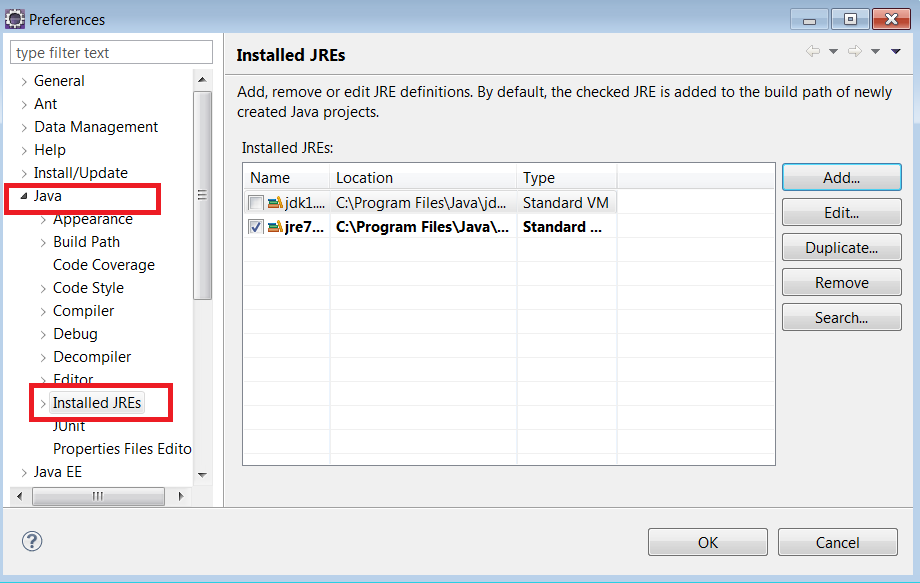 Preferences
type filter text
General
Ant
Data Management
Help
Install/Update
Java
Appearance
Build Path
Code Coverage
Code Style
Compiler
Debug
Decompiler
Editor
Installed JREs
JUnit
Properties Files Edito
Java EE
Installed JREs
Add, remove or edit JRE definitions. By default, the checked JRE is added to the build path of newly
created Java projects.
Installed JREs:
Name Location Type
jdk1.... C:\Program Files\Java\jd... Standard VM
jre7... C:\Program Files\Java\... Standard ...
Add...
Edit...
Duplicate...
Remove
Search...
?
OK Cancel